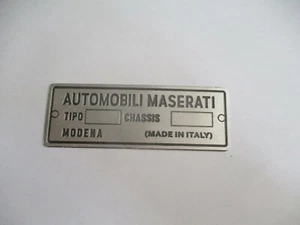 AUTOMOBILI MASERATI
TIPO CHASSIS
MODENA (MADE IN ITALY)